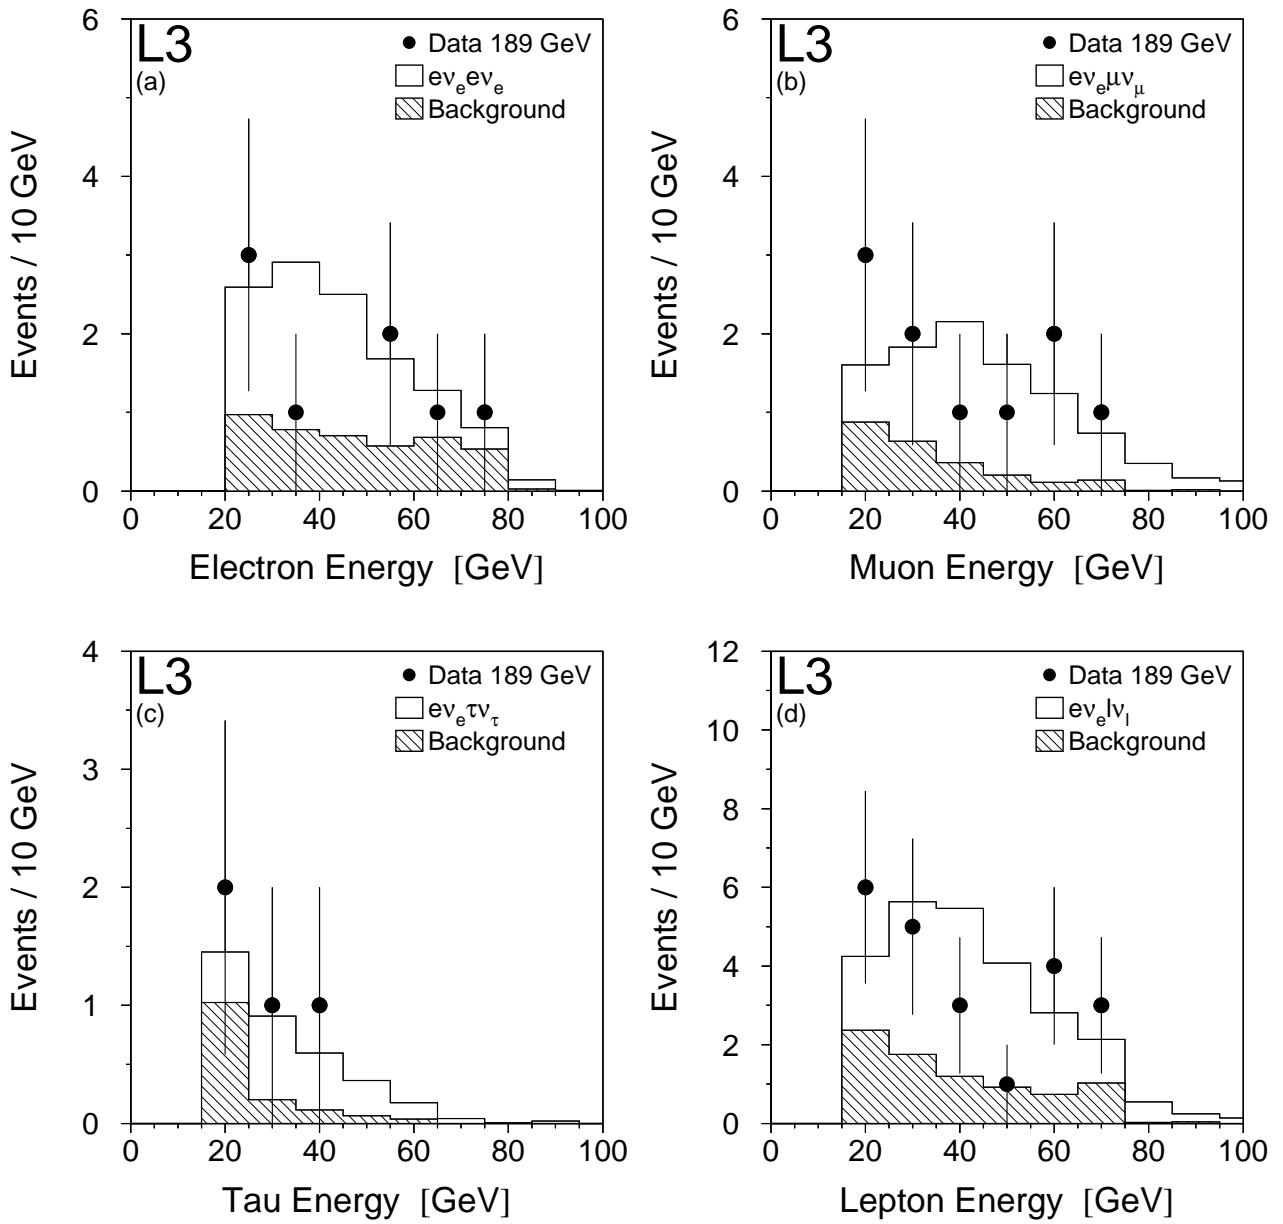 L3
(a)
Data 189 GeV
eνₑeνₑ
Background
Events / 10 GeV
6
4
2
0
0 20 40 60 80 100
Electron Energy [GeV]
L3
(b)
Data 189 GeV
eνₑμν_μ
Background
Events / 10 GeV
6
4
2
0
0 20 40 60 80 100
Muon Energy [GeV]
L3
(c)
Data 189 GeV
eνₑτν_τ
Background
Events / 10 GeV
4
3
2
1
0
0 20 40 60 80 100
Tau Energy [GeV]
L3
(d)
Data 189 GeV
eνₑlν_l
Background
Events / 10 GeV
12
10
8
6
4
2
0
0 20 40 60 80 100
Lepton Energy [GeV]